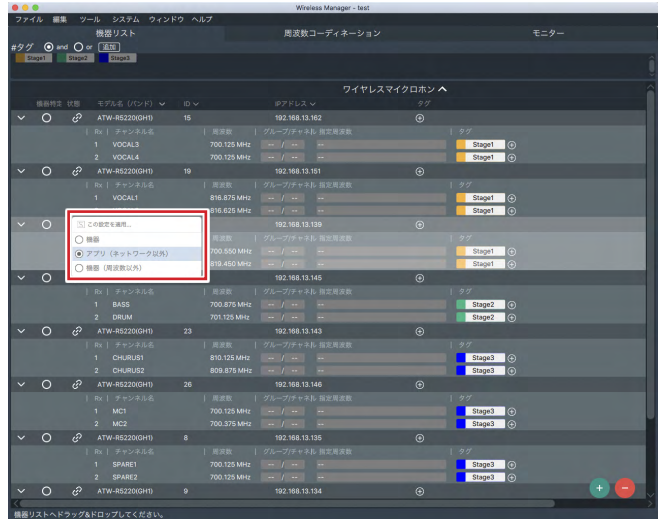 Wireless Manager - test
ファイル 編集 ツール システム ウィンドウ ヘルプ
機器リスト 周波数コーディネーション モニター
#タグ and or 追加
Stage1 Stage2 Stage3
ワイヤレスマイクロホン
機器特定 状態 モデル名 (バンド) ID IPアドレス タグ
ATW-R5220(GH1) 15 192.168.13.162
Rx | チャンネル名 | 周波数 | グループ/チャネル 指定周波数 | タグ
1 VOCAL3 700.125 MHz -- / -- -- Stage1
2 VOCAL4 700.125 MHz -- / -- -- Stage1
ATW-R5220(GH1) 19 192.168.13.151
Rx | チャンネル名 | 周波数 | グループ/チャネル 指定周波数 | タグ
1 VOCAL1 816.875 MHz -- / -- -- Stage1
816.625 MHz -- / -- -- Stage1
この設定を適用...
機器
アプリ (ネットワーク以外)
機器 (周波数以外)
192.168.13.139
周波数 | グループ/チャネル 指定周波数 | タグ
700.550 MHz -- / -- -- Stage1
819.450 MHz -- / -- -- Stage1
192.168.13.145
Rx | チャンネル名 | 周波数 | グループ/チャネル 指定周波数 | タグ
1 BASS 700.875 MHz -- / -- -- Stage2
2 DRUM 701.125 MHz -- / -- -- Stage2
ATW-R5220(GH1) 23 192.168.13.143
Rx | チャンネル名 | 周波数 | グループ/チャネル 指定周波数 | タグ
1 CHURUS1 810.125 MHz -- / -- -- Stage3
2 CHURUS2 809.875 MHz -- / -- -- Stage3
ATW-R5220(GH1) 26 192.168.13.146
Rx | チャンネル名 | 周波数 | グループ/チャネル 指定周波数 | タグ
1 MC1 700.125 MHz -- / -- -- Stage3
2 MC2 700.375 MHz -- / -- -- Stage3
ATW-R5220(GH1) 8 192.168.13.135
Rx | チャンネル名 | 周波数 | グループ/チャネル 指定周波数 | タグ
1 SPARE1 700.125 MHz -- / -- -- Stage3
2 SPARE2 700.125 MHz -- / -- -- Stage3
ATW-R5220(GH1) 9 192.168.13.134
機器リストへドラッグ&ドロップしてください。